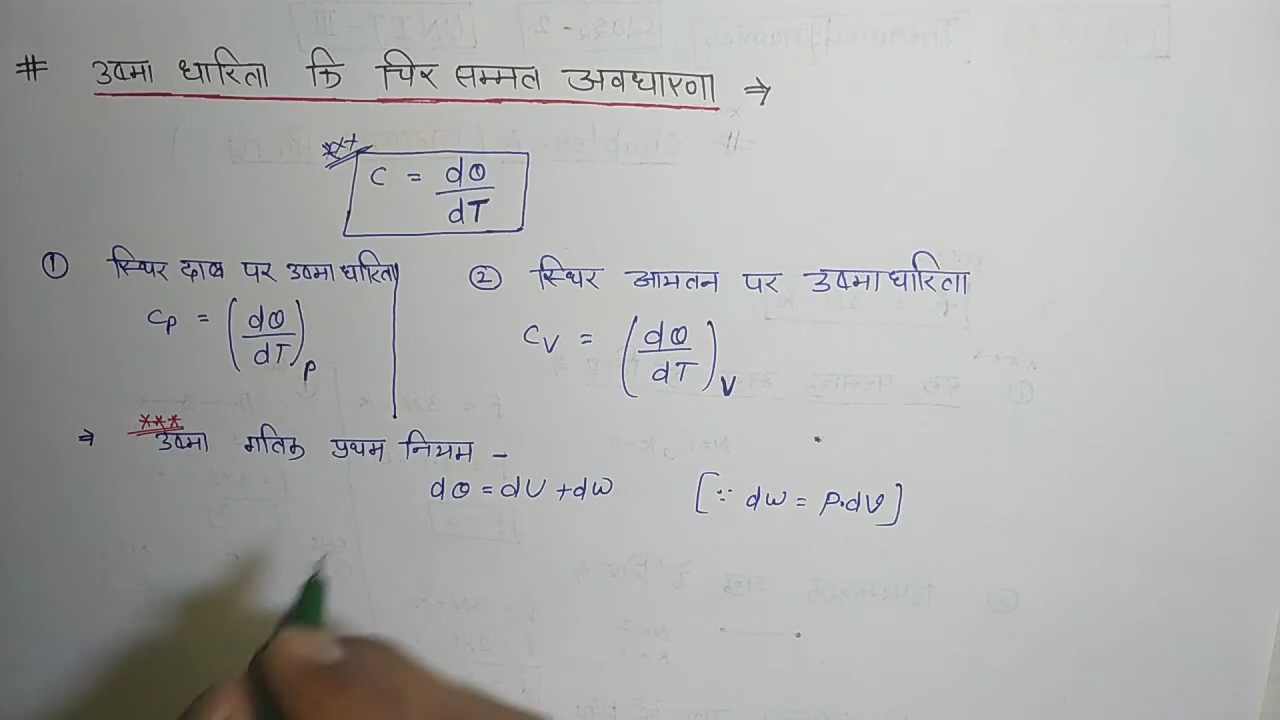 # उष्मा धारिता कि चिर सम्मत अवधारणा ⇒
*** C = dQ/dT
① स्थिर दाब पर उष्माधारिता
Cp = (dQ/dT)P
② स्थिर आयतन पर उष्माधारिता
CV = (dQ/dT)V
⇒ *** उष्मा गतिक प्रथम नियम -
dQ = dU + dW [∵ dW = P.dV]